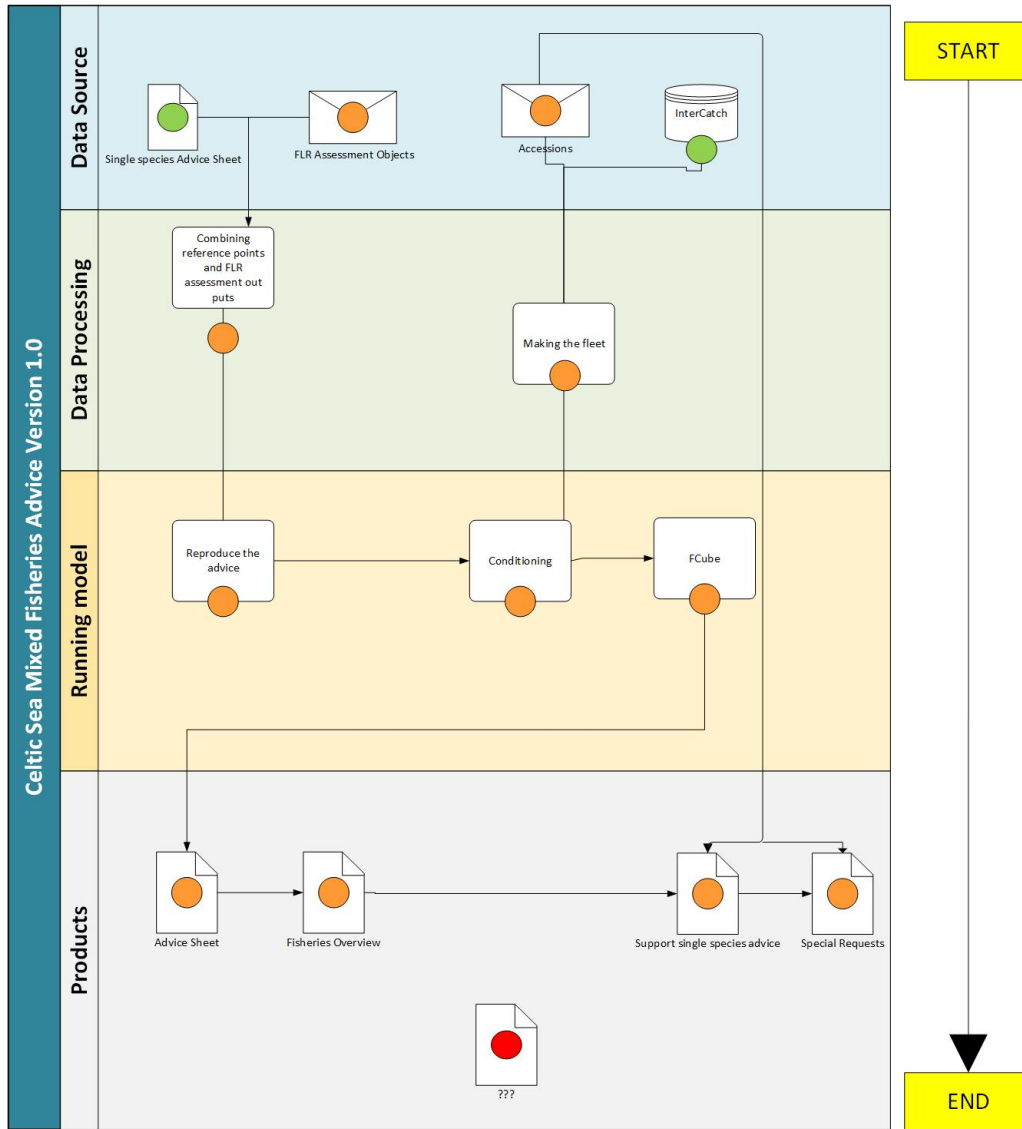 Celtic Sea Mixed Fisheries Advice Version 1.0
START
Data Source
Single species Advice Sheet
FLR Assessment Objects
Accessions
InterCatch
Data Processing
Combining
reference points
and FLR
assessment out
puts
Making the fleet
Running model
Reproduce the
advice
Conditioning
FCube
Products
Advice Sheet
Fisheries Overview
Support single species advice
Special Requests
???
END